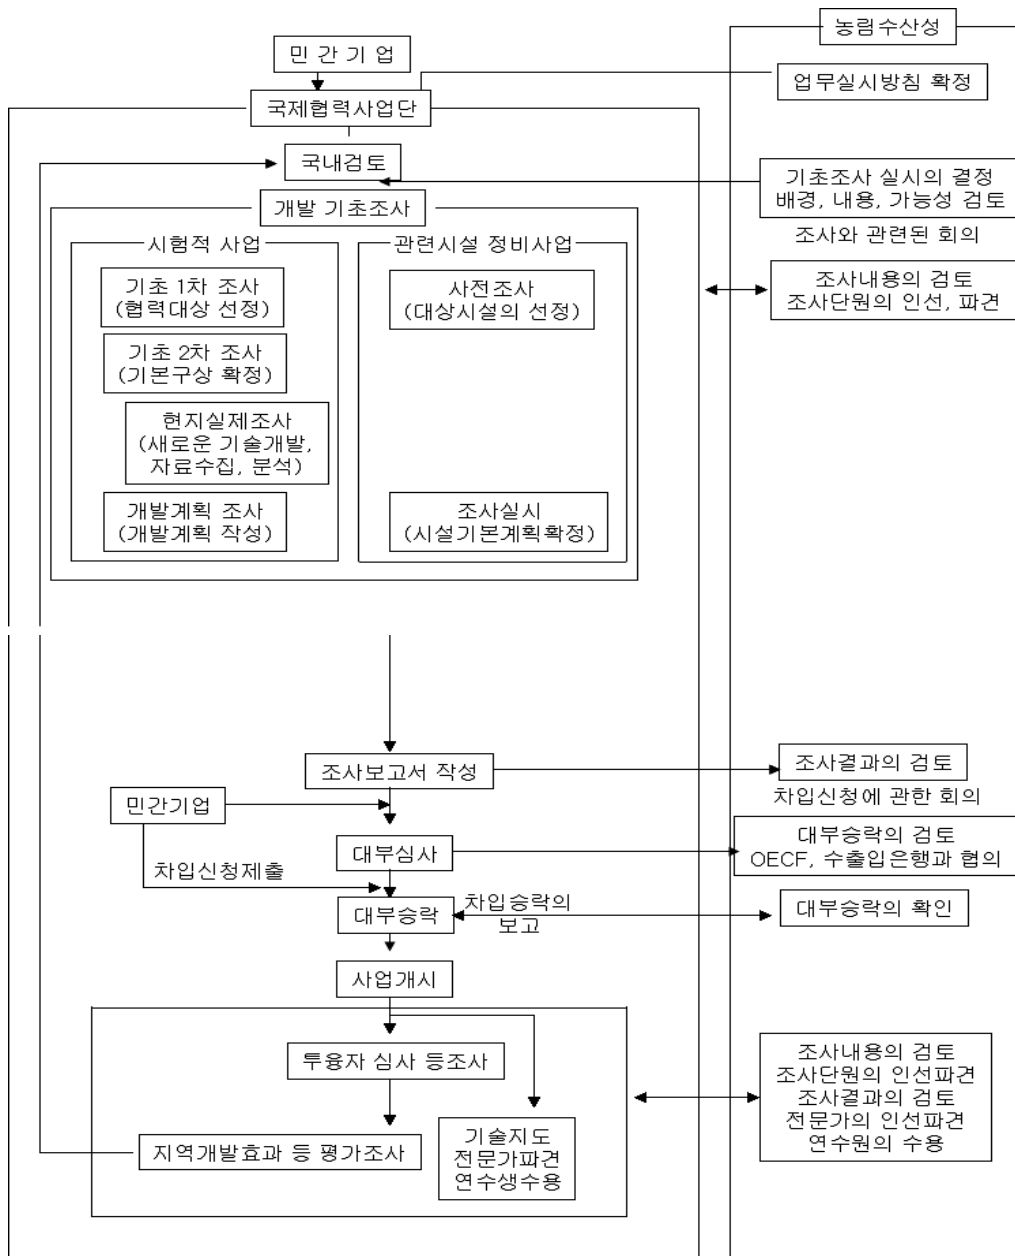 농림수산성
민 간 기 업
업무실시방침 확정
국제협력사업단
국내검토
기초조사 실시의 결정
배경, 내용, 가능성 검토
개발 기초조사
조사와 관련된 회의
시험적 사업
관련시설 정비사업
조사내용의 검토
조사단원의 인선, 파견
기초 1차 조사
(협력대상 선정)
사전조사
(대상시설의 선정)
기초 2차 조사
(기본구상 확정)
현지실제조사
(새로운 기술개발,
자료수집, 분석)
개발계획 조사
(개발계획 작성)
조사실시
(시설기본계획확정)
조사보고서 작성
조사결과의 검토
차입신청에 관한 회의
민간기업
대부심사
대부승락의 검토
OECF, 수출입은행과 협의
차입신청제출
대부승락
차입승락의
보고
대부승락의 확인
사업개시
투융자 심사 등조사
조사내용의 검토
조사단원의 인선파견
조사결과의 검토
전문가의 인선파견
연수원의 수용
지역개발효과 등 평가조사
기술지도
전문가파견
연수생수용